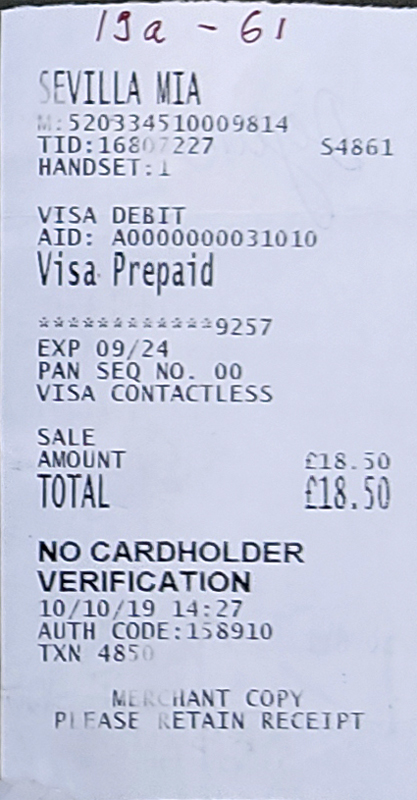 19a - 61
SEVILLA MIA
M:520334510009814
TID:16807227 S4861
HANDSET:1
VISA DEBIT
AID: A0000000031010
Visa Prepaid
************9257
EXP 09/24
PAN SEQ NO. 00
VISA CONTACTLESS
SALE
AMOUNT £18.50
TOTAL £18.50
NO CARDHOLDER
VERIFICATION
10/10/19 14:27
AUTH CODE:158910
TXN 4850
MERCHANT COPY
PLEASE RETAIN RECEIPT